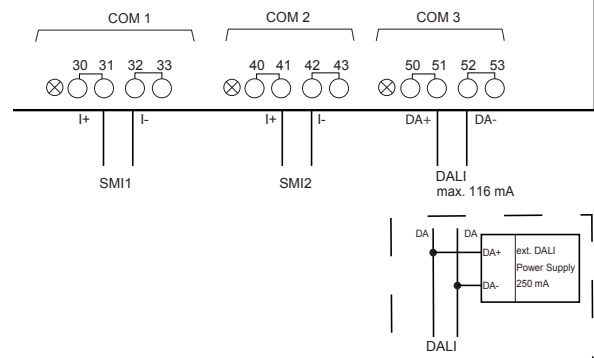 COM 1 COM 2 COM 3
30 31 32 33 40 41 42 43 50 51 52 53
I+ I- I+ I- DA+ DA-
SMI1 SMI2 DALI
max. 116 mA
DA DA
DA+ ext. DALI
Power Supply
DA- 250 mA
DALI